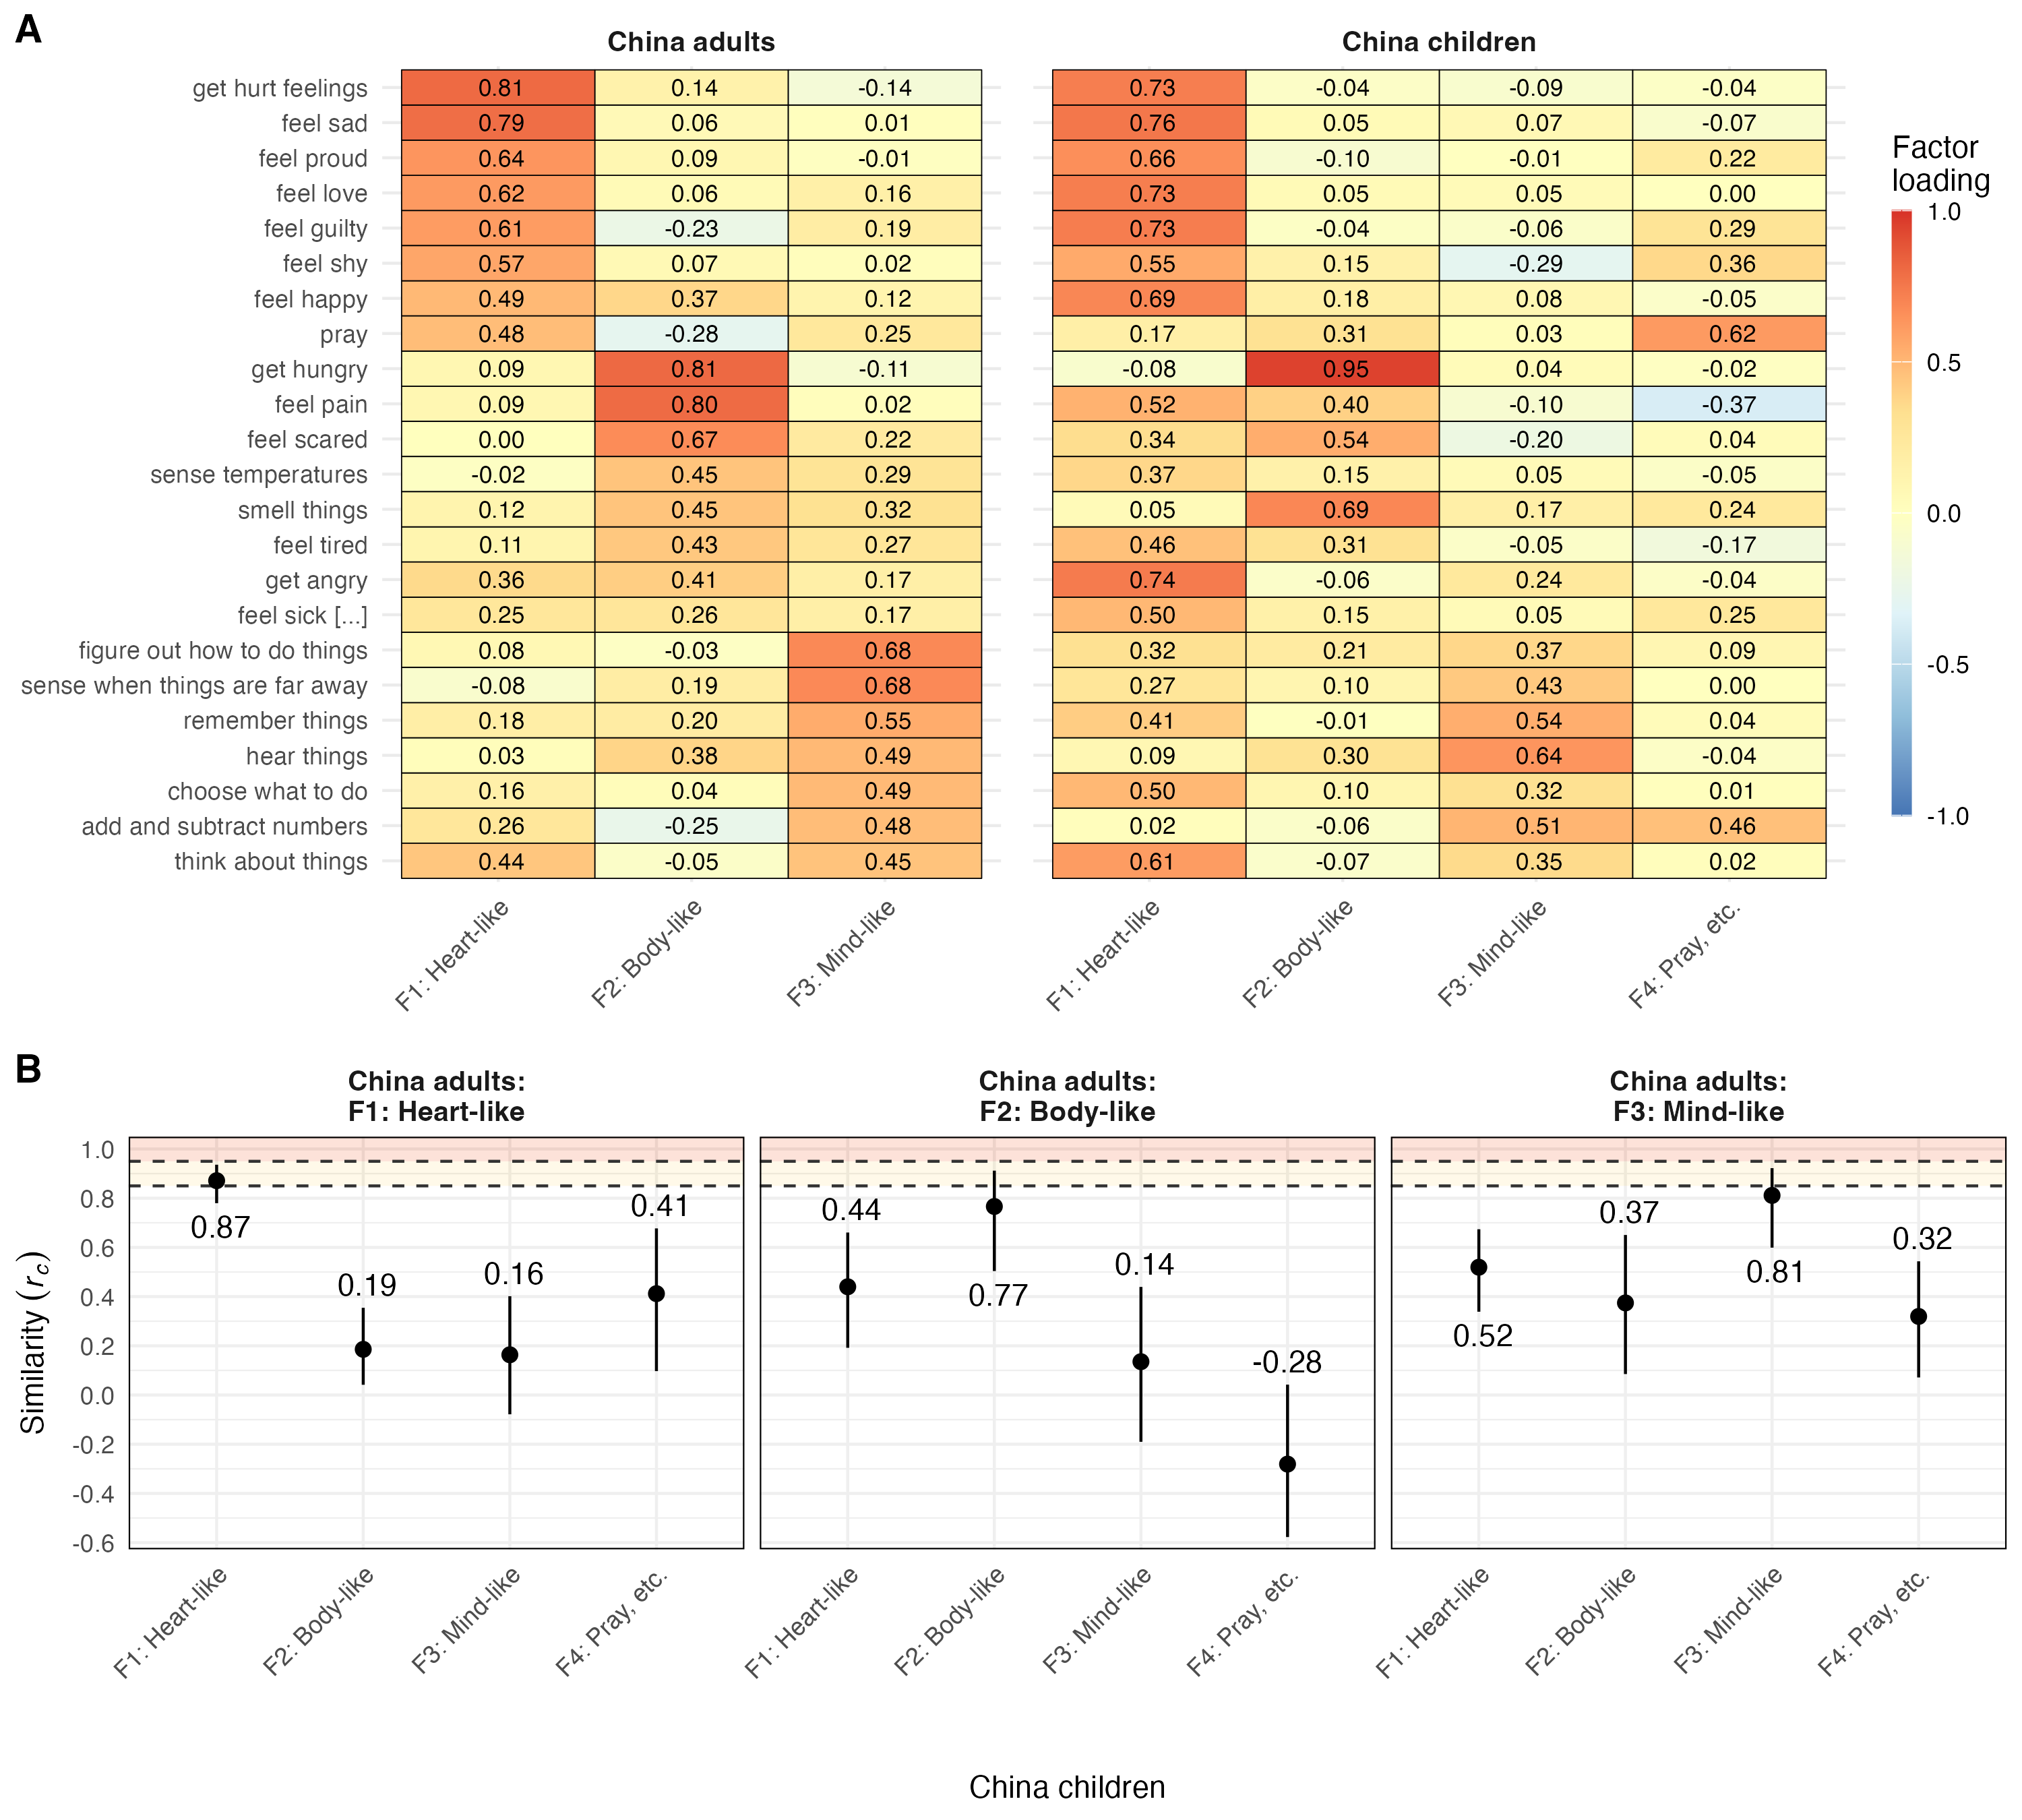 A
China adults China children
get hurt feelings 0.81 0.14 -0.14 0.73 -0.04 -0.09 -0.04
feel sad 0.79 0.06 0.01 0.76 0.05 0.07 -0.07
feel proud 0.64 0.09 -0.01 0.66 -0.10 -0.01 0.22
feel love 0.62 0.06 0.16 0.73 0.05 0.05 0.00
feel guilty 0.61 -0.23 0.19 0.73 -0.04 -0.06 0.29
feel shy 0.57 0.07 0.02 0.55 0.15 -0.29 0.36
feel happy 0.49 0.37 0.12 0.69 0.18 0.08 -0.05
pray 0.48 -0.28 0.25 0.17 0.31 0.03 0.62
get hungry 0.09 0.81 -0.11 -0.08 0.95 0.04 -0.02
feel pain 0.09 0.80 0.02 0.52 0.40 -0.10 -0.37
feel scared 0.00 0.67 0.22 0.34 0.54 -0.20 0.04
sense temperatures -0.02 0.45 0.29 0.37 0.15 0.05 -0.05
smell things 0.12 0.45 0.32 0.05 0.69 0.17 0.24
feel tired 0.11 0.43 0.27 0.46 0.31 -0.05 -0.17
get angry 0.36 0.41 0.17 0.74 -0.06 0.24 -0.04
feel sick [...] 0.25 0.26 0.17 0.50 0.15 0.05 0.25
figure out how to do things 0.08 -0.03 0.68 0.32 0.21 0.37 0.09
sense when things are far away -0.08 0.19 0.68 0.27 0.10 0.43 0.00
remember things 0.18 0.20 0.55 0.41 -0.01 0.54 0.04
hear things 0.03 0.38 0.49 0.09 0.30 0.64 -0.04
choose what to do 0.16 0.04 0.49 0.50 0.10 0.32 0.01
add and subtract numbers 0.26 -0.25 0.48 0.02 -0.06 0.51 0.46
think about things 0.44 -0.05 0.45 0.61 -0.07 0.35 0.02
F1: Heart-like F2: Body-like F3: Mind-like F1: Heart-like F2: Body-like F3: Mind-like F4: Pray, etc.
Factor
loading
1.0
0.5
0.0
-0.5
-1.0
B
China adults:
F1: Heart-like
China adults:
F2: Body-like
China adults:
F3: Mind-like
Similarity (r c)
1.0
0.8
0.6
0.4
0.2
0.0
-0.2
-0.4
-0.6
0.87 0.19 0.16 0.41
0.44 0.77 0.14 -0.28
0.52 0.37 0.81 0.32
F1: Heart-like F2: Body-like F3: Mind-like F4: Pray, etc. F1: Heart-like F2: Body-like F3: Mind-like F4: Pray, etc. F1: Heart-like F2: Body-like F3: Mind-like F4: Pray, etc.
China children